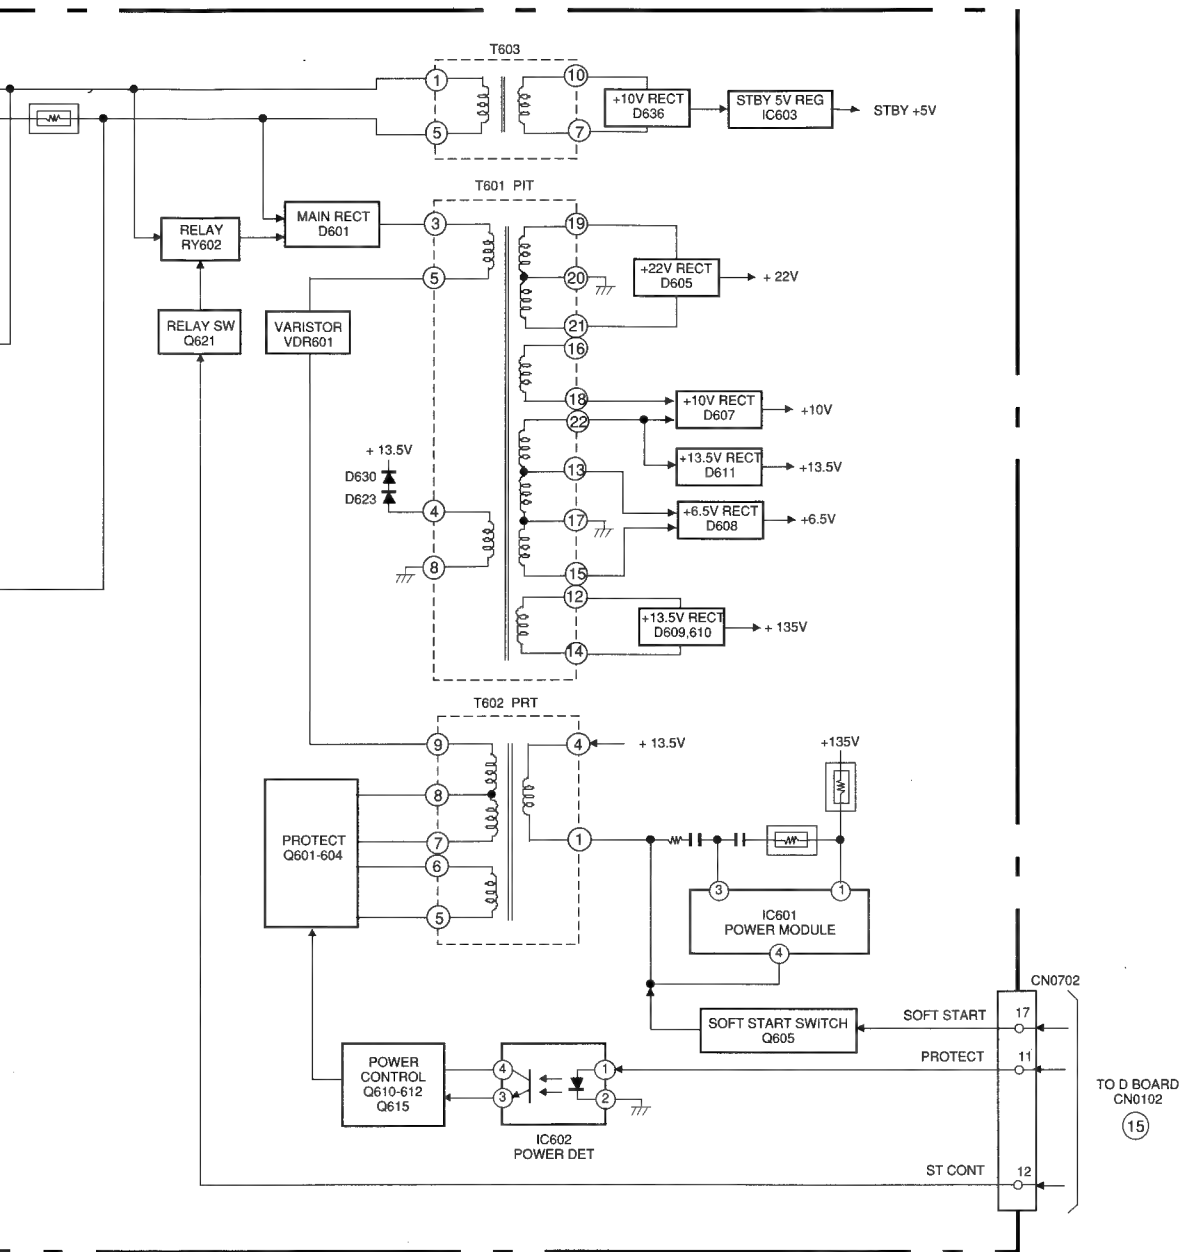 T603
1
10
+10V RECT
D636
STBY 5V REG
IC603
STBY +5V
5
7
T601 PIT
MAIN RECT
D601
3
19
RELAY
RY602
5
20
+22V RECT
D605
+ 22V
RELAY SW
Q621
VARISTOR
VDR601
21
16
18
+10V RECT
D607
+10V
22
+ 13.5V
D630
D623
13
+13.5V RECT
D611
+13.5V
4
17
+6.5V RECT
D608
+6.5V
8
15
12
+13.5V RECT
D609,610
+ 135V
14
T602 PRT
9
4
+ 13.5V
+135V
8
PROTECT
Q601-604
7
1
6
5
3
1
IC601
POWER MODULE
4
CN0702
SOFT START SWITCH
Q605
SOFT START
17
PROTECT
11
POWER
CONTROL
Q610-612
Q615
4
1
3
2
IC602
POWER DET
TO D BOARD
CN0102
15
ST CONT
12